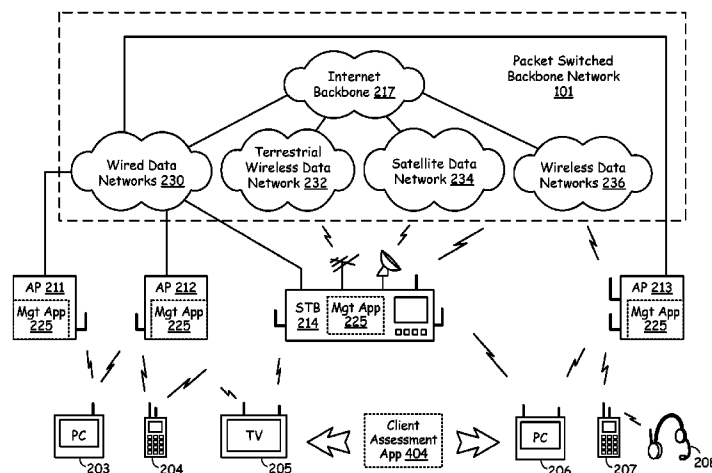 Internet
Backbone 217
Packet Switched
Backbone Network
101
Wired Data
Networks 230
Terrestrial
Wireless Data
Network 232
Satellite Data
Network 234
Wireless Data
Networks 236
AP 211
Mgt App
225
AP 212
Mgt App
225
STB
214
Mgt App
225
AP 213
Mgt App
225
PC
203
204
TV
205
Client
Assessment
App 404
PC
206
207
208